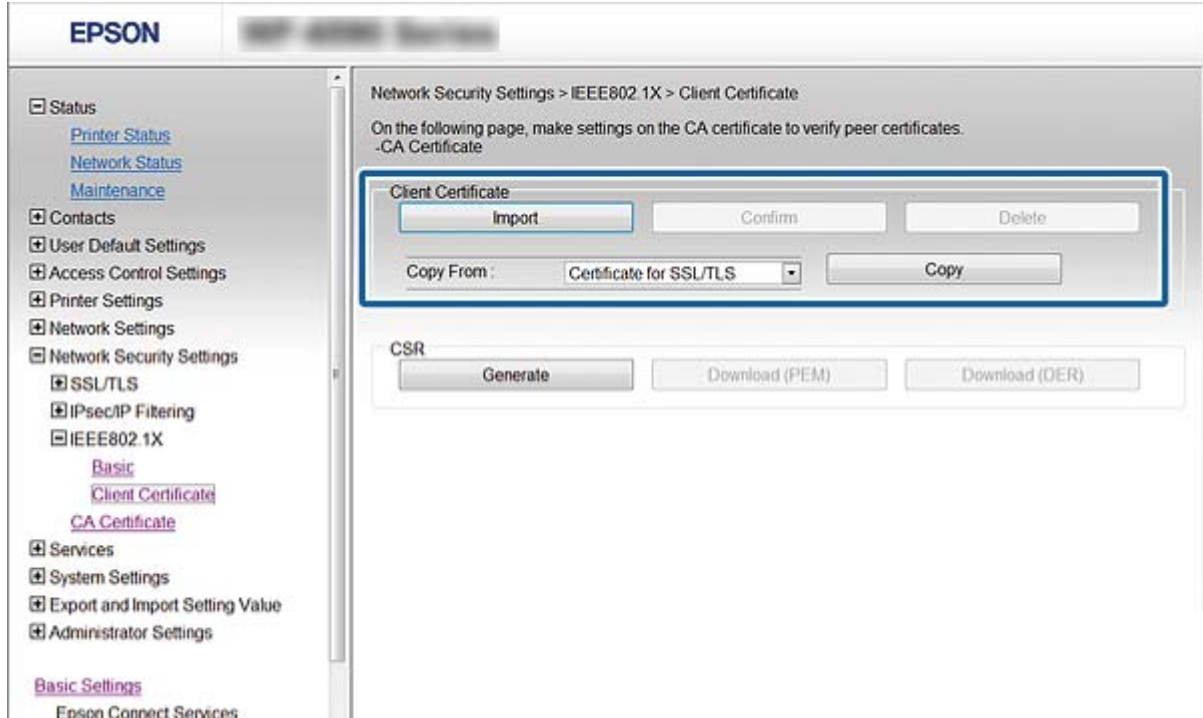 EPSON
Status
Printer Status
Network Status
Maintenance
Contacts
User Default Settings
Access Control Settings
Printer Settings
Network Settings
Network Security Settings
SSL/TLS
IPsec/IP Filtering
IEEE802.1X
Basic
Client Certificate
CA Certificate
Services
System Settings
Export and Import Setting Value
Administrator Settings
Basic Settings
Epson Connect Services
Network Security Settings > IEEE802.1X > Client Certificate
On the following page, make settings on the CA certificate to verify peer certificates.
-CA Certificate
Client Certificate
Import Confirm Delete
Copy From : Certificate for SSL/TLS Copy
CSR
Generate Download (PEM) Download (DER)